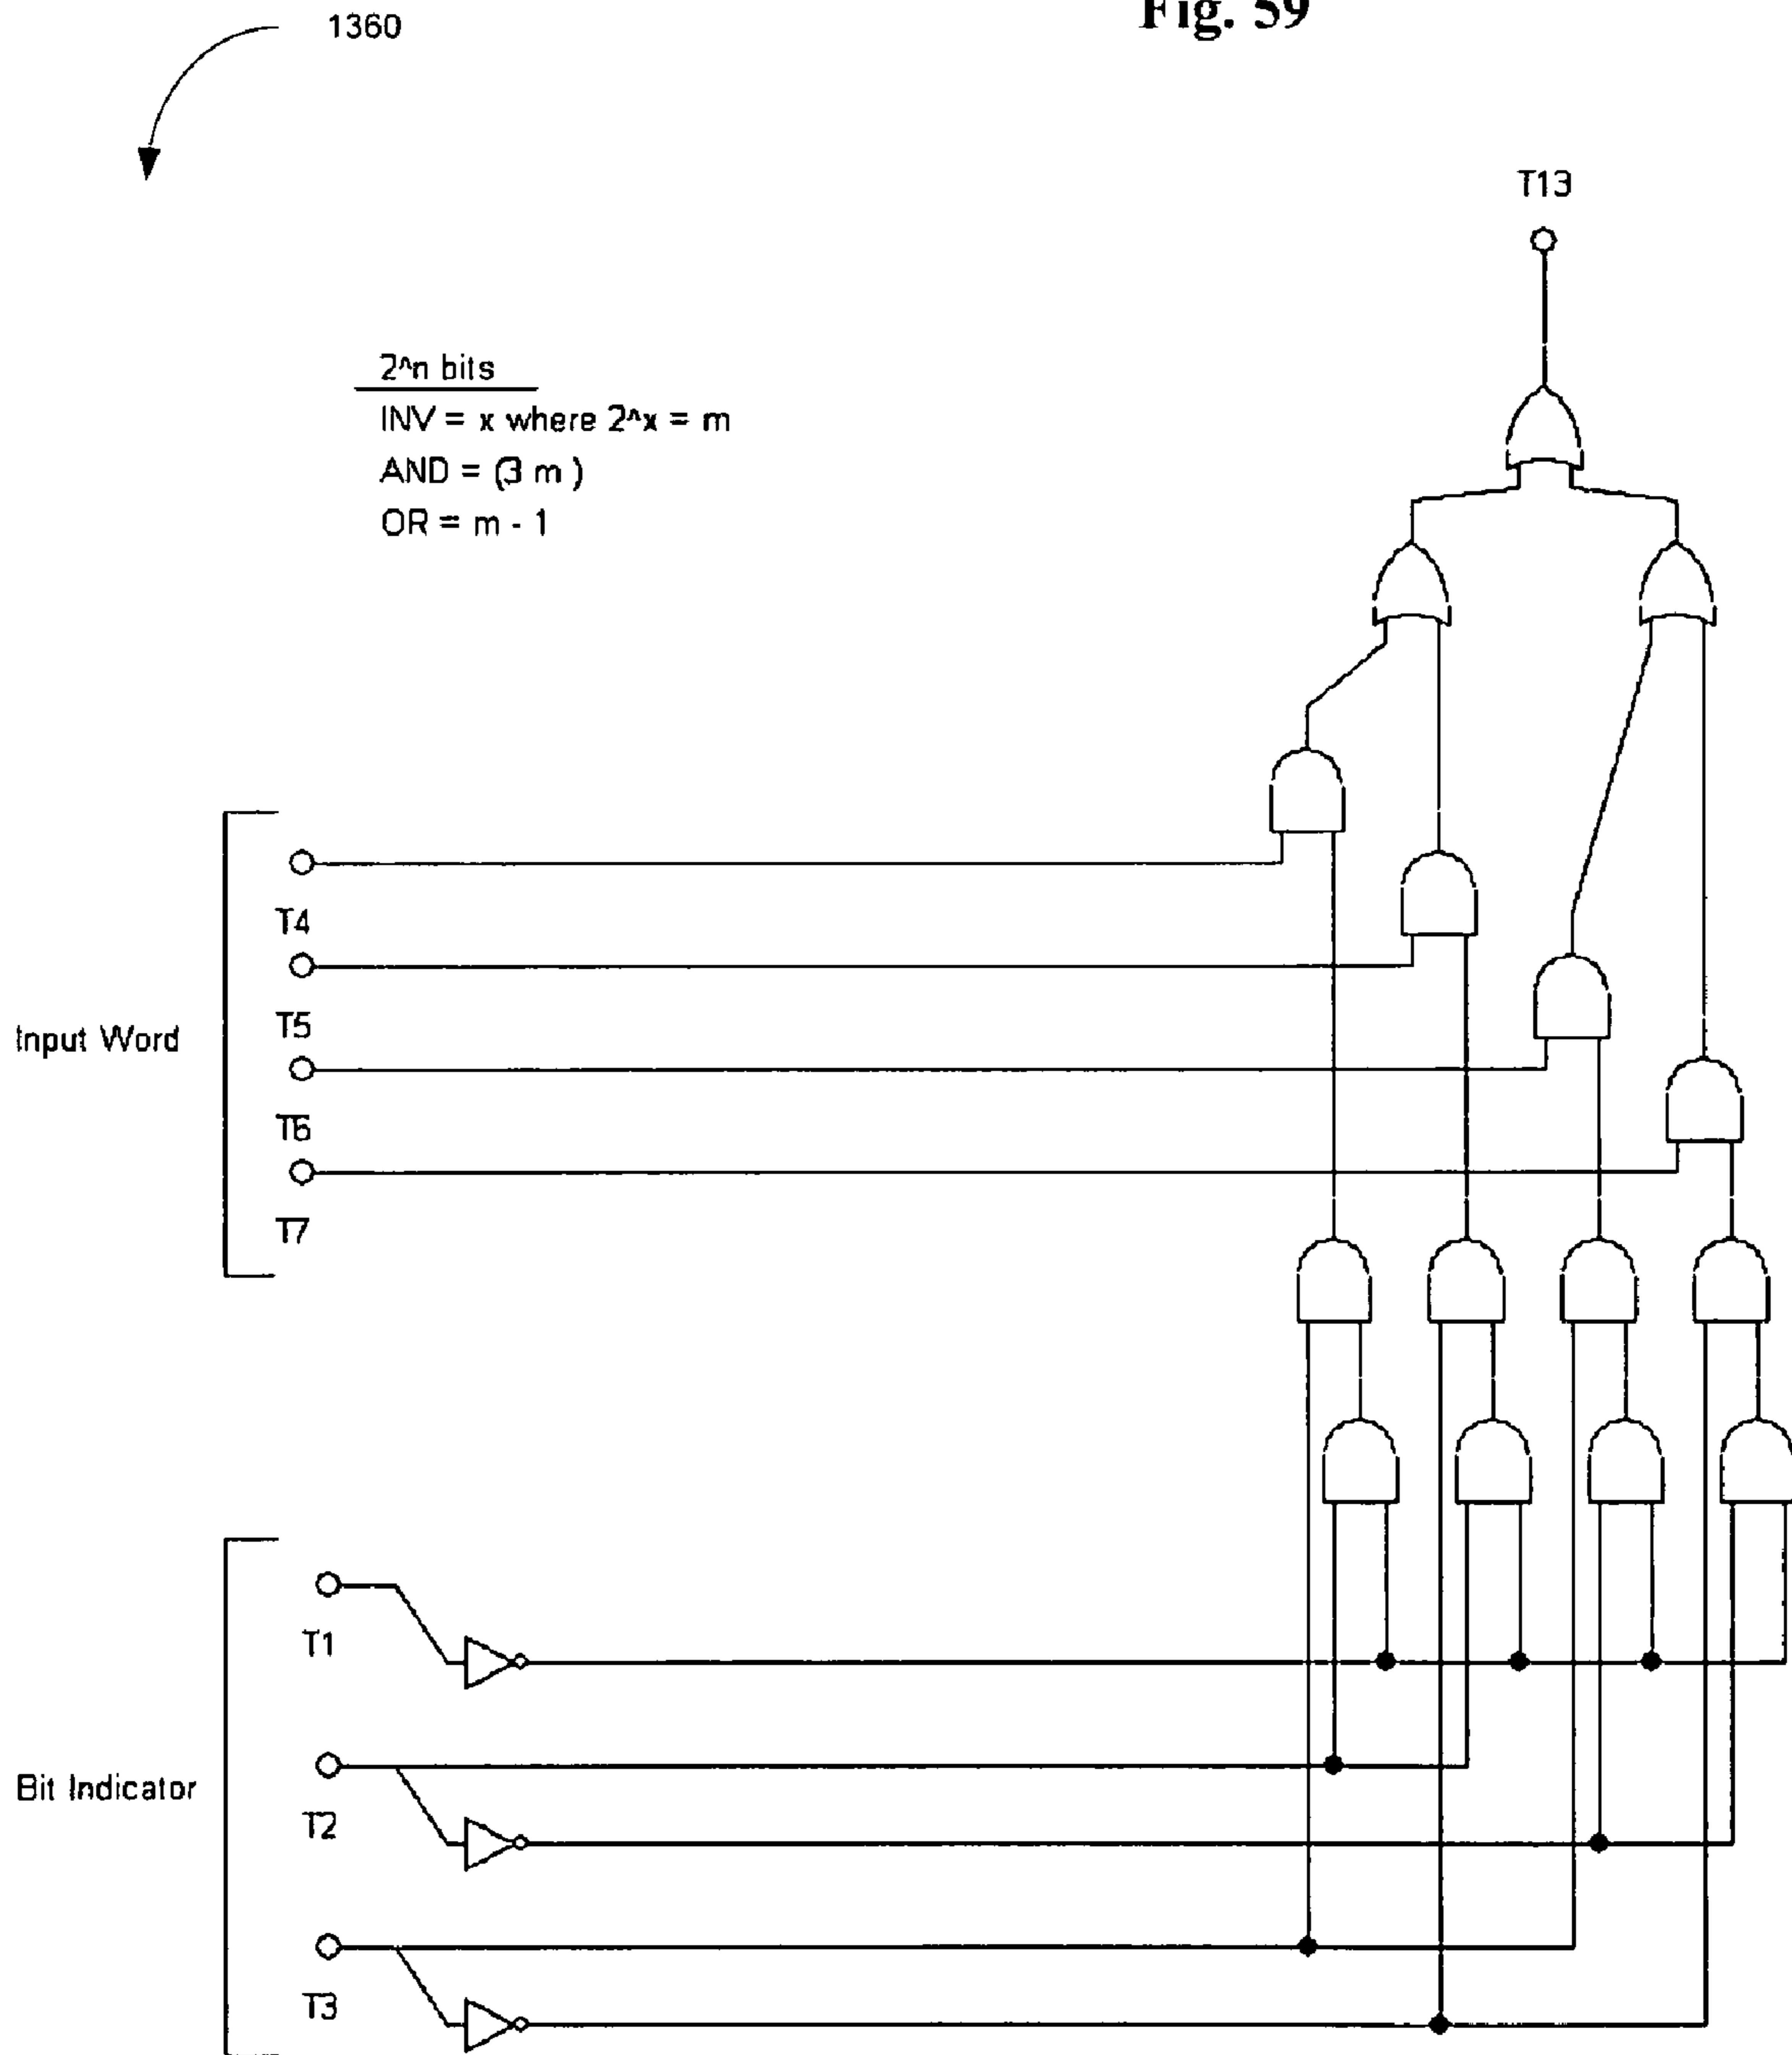 Fig. 59
1360
T13
2^n bits
INV = x where 2^x = m
AND = (3 m )
OR = m - 1
T4
T5
Input Word
T6
T7
T1
Bit Indicator
T2
T3